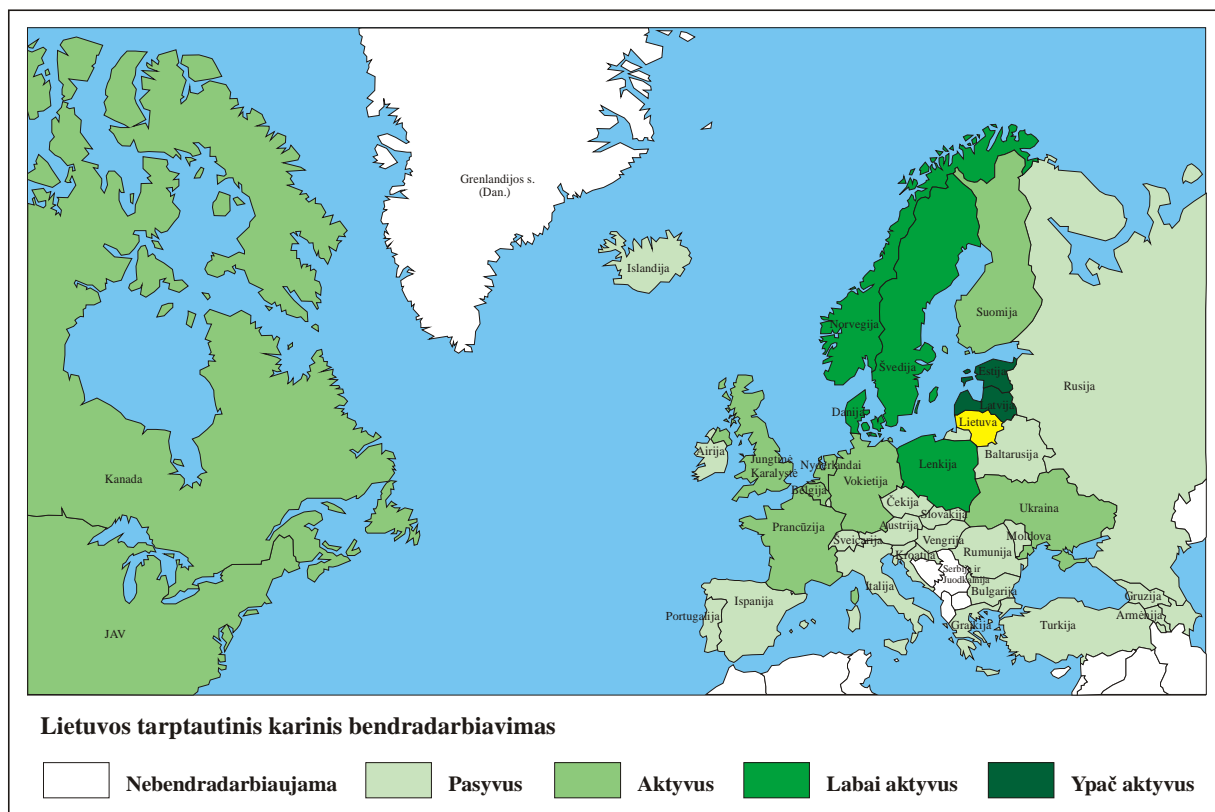 Grenlandijos s.
(Dan.)
Islandija
Norvegija
Suomija
Švedija
Estija
Rusija
Danija
Latvija
Lietuva
Airija
Jungtinė
Karalystė
Nyderlandai
Lenkija
Baltarusija
Kanada
Belgija
Vokietija
Čekija
Ukraina
Slovakija
Prancūzija
Austrija
Šveicarija
Vengrija
Moldova
Kroatija
Rumunija
Serbija ir
Juodkalnija
Italija
Bulgarija
Ispanija
Gruzija
Portugalija
Armėnija
JAV
Graikija
Turkija
Lietuvos tarptautinis karinis bendradarbiavimas
Nebendradarbiaujama
Pasyvus
Aktyvus
Labai aktyvus
Ypač aktyvus